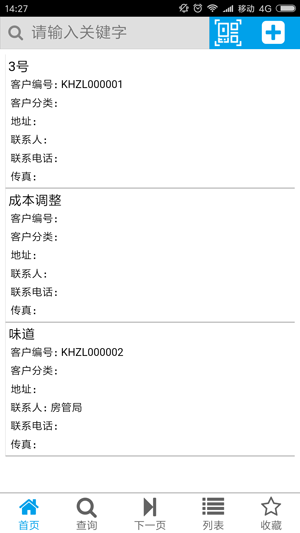 14:27 移动 4G
请输入关键字
3号
客户编号: KHZL000001
客户分类:
地址:
联系人:
联系电话:
传真:
成本调整
客户编号:
客户分类:
地址:
联系人:
联系电话:
传真:
味道
客户编号: KHZL000002
客户分类:
地址:
联系人: 房管局
联系电话:
传真:
首页 查询 下一页 列表 收藏